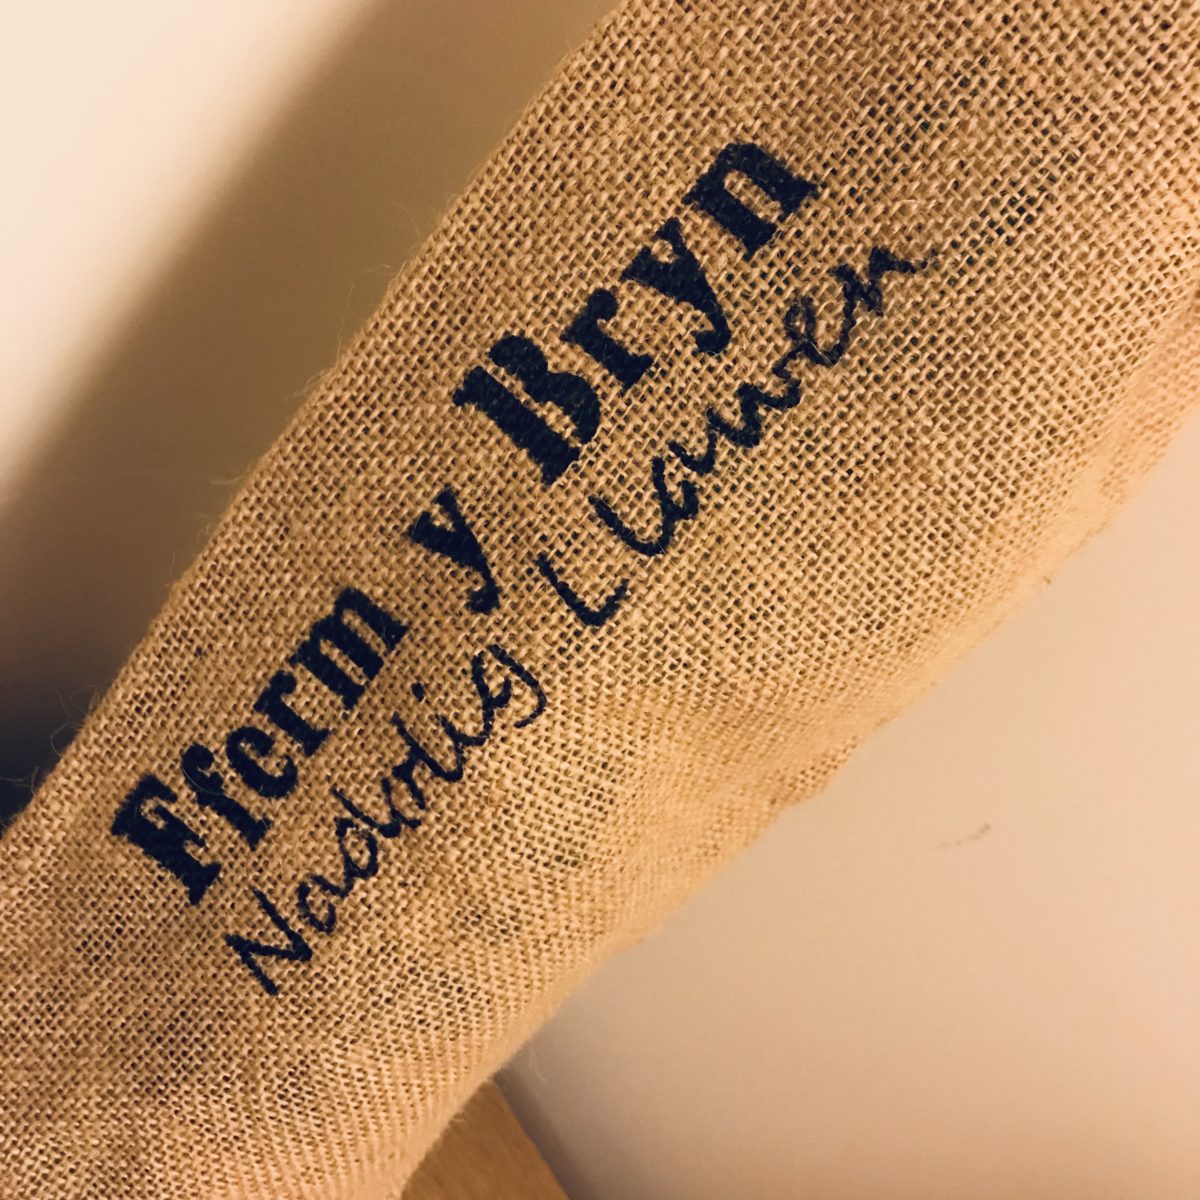 Fferm y Bryn
Nadolig Llawen